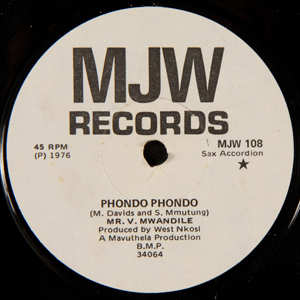 MJW
RECORDS
45 RPM
(P) 1976
MJW 108
Sax Accordion
PHONDO PHONDO
(M. Davids and S. Mmutung)
MR. V. MWANDILE
Produced by West Nkosi
A Mavuthela Production
B.M.P.
34064